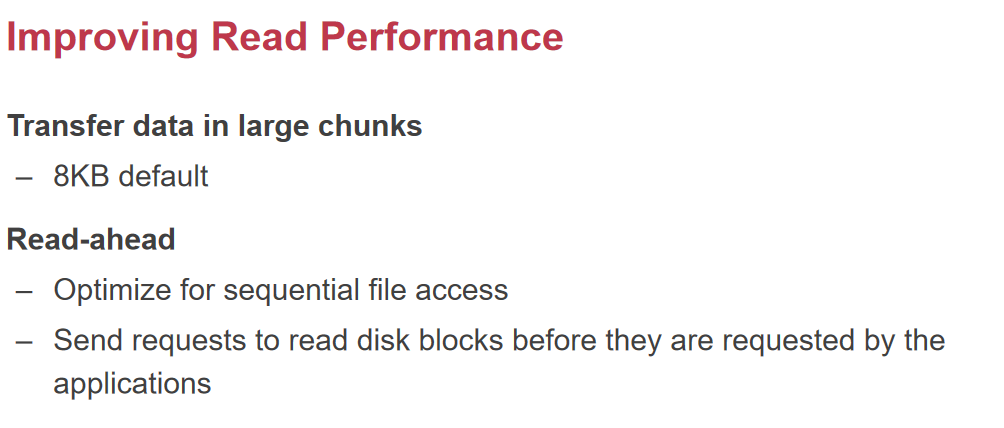 Improving Read Performance
Transfer data in large chunks
– 8KB default
Read-ahead
– Optimize for sequential file access
– Send requests to read disk blocks before they are requested by the
applications